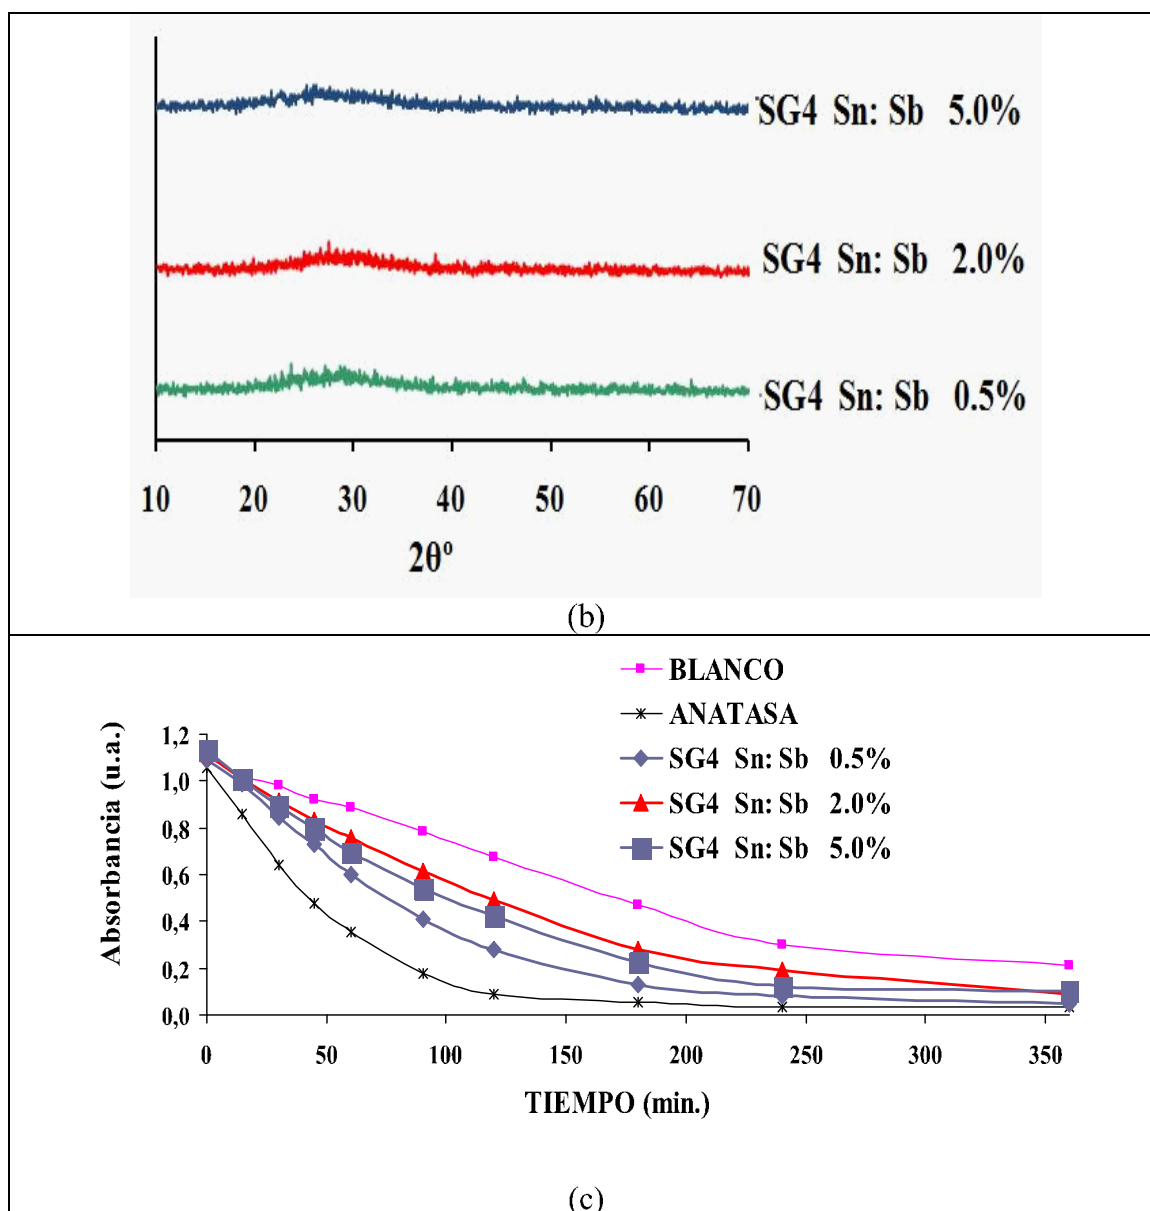 SG4 Sn: Sb 5.0%
SG4 Sn: Sb 2.0%
SG4 Sn: Sb 0.5%
10 20 30 40 50 60 70
2θº
(b)
BLANCO
ANATASA
SG4 Sn: Sb 0.5%
SG4 Sn: Sb 2.0%
SG4 Sn: Sb 5.0%
Absorbancia (u.a.)
1,2
1,0
0,8
0,6
0,4
0,2
0,0
0 50 100 150 200 250 300 350
TIEMPO (min.)
(c)